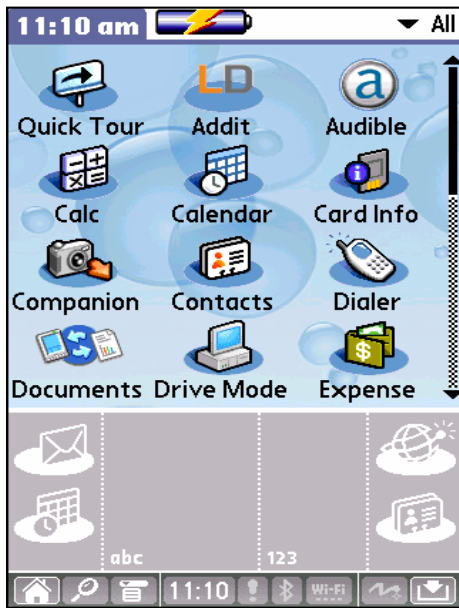 11:10 am All
LD
a
Quick Tour Addit Audible
Calc Calendar Card Info
Companion Contacts Dialer
Documents Drive Mode Expense
abc 123
11:10 Wi-Fi